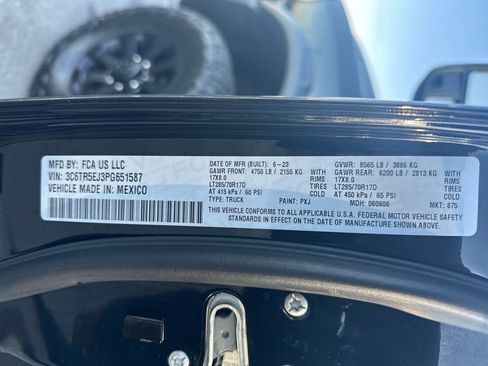 MFD BY: FCA US LLC
VIN: 3C6TR5EJ3PG651587
VEHICLE MADE IN: MEXICO
DATE OF MFR (BUILT): 6-23
GAWR FRONT: 4750 LB / 2155 KG WITH
17X8.0 TIRES
LT285/70R17D RIMS
AT 415 kPa / 60 PSI COLD
TYPE: TRUCK PAINT: PXJ
GVWR: 8565 LB / 3886 KG
GAWR REAR: 6200 LB / 2813 KG WITH
17X8.0 TIRES
LT285/70R17D RIMS
AT 450 kPa / 65 PSI COLD
MDH: 060606 MKT: 875
THIS VEHICLE CONFORMS TO ALL APPLICABLE U.S.A. FEDERAL MOTOR VEHICLE SAFETY
STANDARDS IN EFFECT ON THE DATE OF MANUFACTURE SHOWN ABOVE.